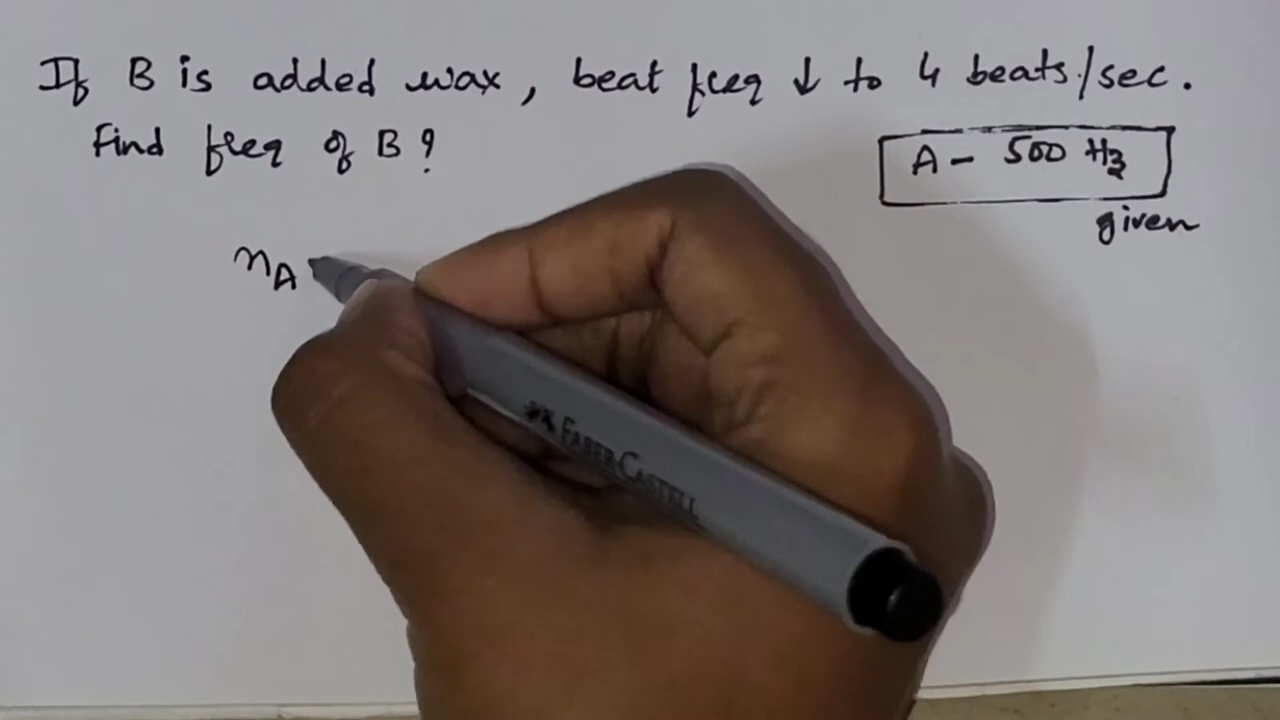 If B is added wax, beat freq ↓ to 4 beats/sec.
Find freq of B?
A - 500 Hz
given
nA
FABER-CASTELL